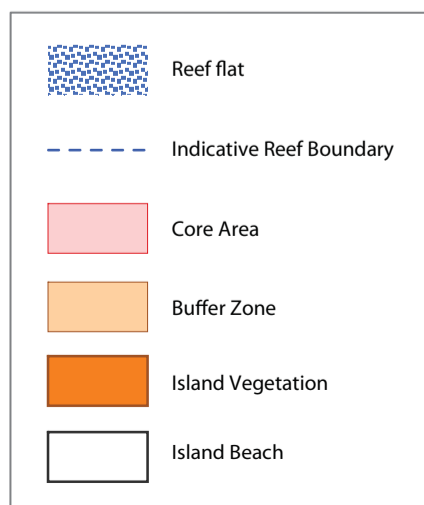 Reef flat
Indicative Reef Boundary
Core Area
Buffer Zone
Island Vegetation
Island Beach